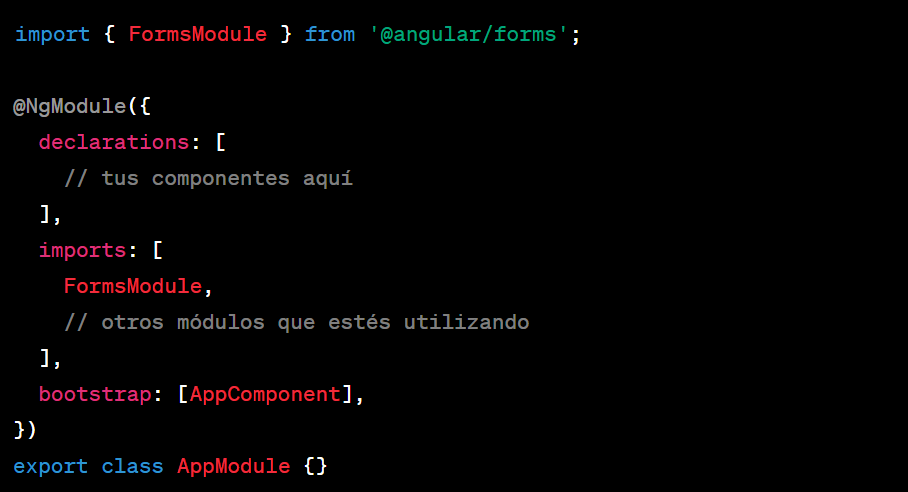 import { FormsModule } from '@angular/forms';
@NgModule({
declarations: [
// tus componentes aquí
],
imports: [
FormsModule,
// otros módulos que estés utilizando
],
bootstrap: [AppComponent],
})
export class AppModule {}